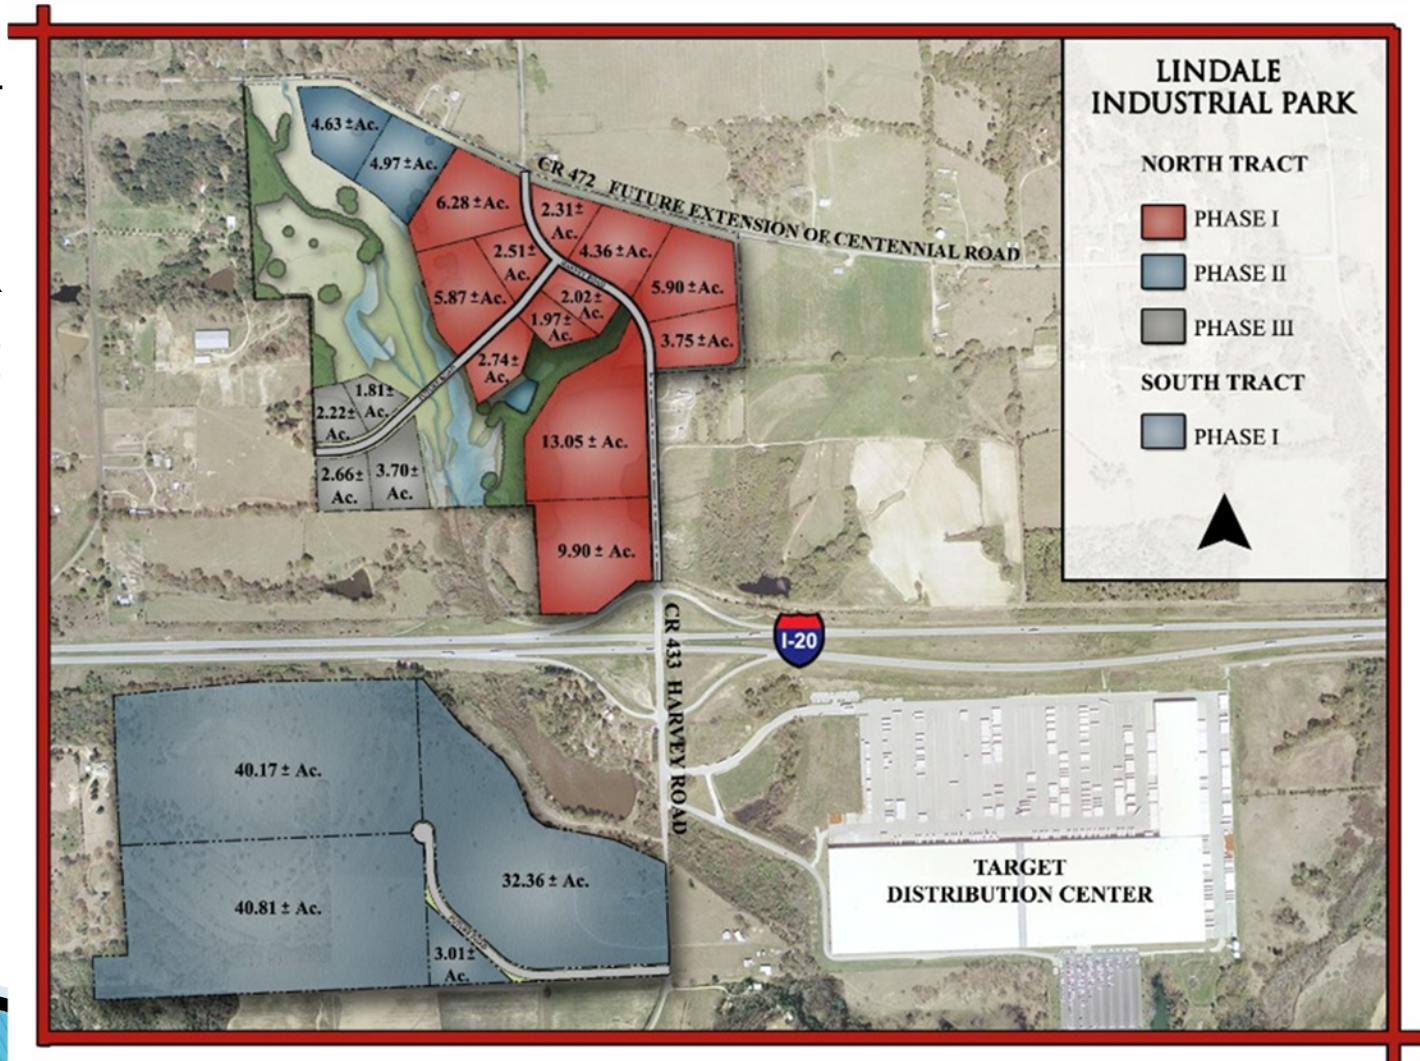 LINDALE
INDUSTRIAL PARK
NORTH TRACT
PHASE I
PHASE II
PHASE III
SOUTH TRACT
PHASE I
4.63 ± Ac.
4.97 ± Ac.
6.28 ± Ac.
CR 472 FUTURE EXTENSION OF CENTENNIAL ROAD
2.31±
Ac.
4.36 ± Ac.
2.51±
Ac.
5.87 ± Ac.
2.02±
Ac.
5.90 ± Ac.
1.97±
Ac.
3.75 ± Ac.
2.74±
Ac.
1.81±
Ac.
2.22±
Ac.
2.66±
Ac.
3.70±
Ac.
13.05 ± Ac.
9.90 ± Ac.
I-20
CR 433 HARVEY ROAD
40.17 ± Ac.
40.81 ± Ac.
32.36 ± Ac.
3.01±
Ac.
TARGET
DISTRIBUTION CENTER